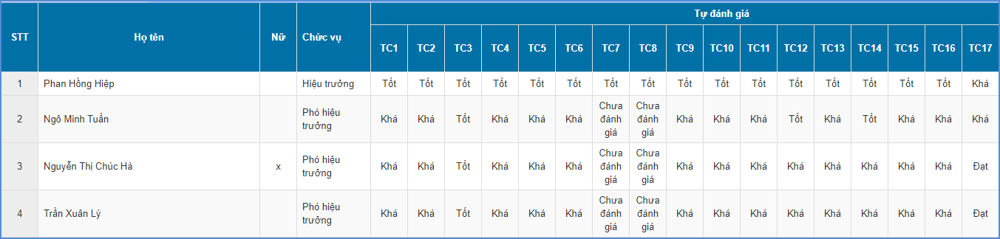 STT Họ tên Nữ Chức vụ Tự đánh giá
TC1 TC2 TC3 TC4 TC5 TC6 TC7 TC8 TC9 TC10 TC11 TC12 TC13 TC14 TC15 TC16 TC17
1 Phan Hồng Hiệp Hiệu trưởng Tốt Tốt Tốt Tốt Tốt Tốt Tốt Tốt Tốt Tốt Tốt Tốt Tốt Tốt Tốt Tốt Khá
2 Ngô Minh Tuấn Phó hiệu trưởng Khá Khá Tốt Khá Khá Khá Chưa đánh giá Chưa đánh giá Khá Khá Khá Tốt Khá Tốt Khá Khá Khá
3 Nguyễn Thị Chúc Hà x Phó hiệu trưởng Khá Khá Tốt Khá Khá Khá Chưa đánh giá Chưa đánh giá Khá Khá Khá Khá Khá Khá Khá Khá Đạt
4 Trần Xuân Lý Phó hiệu trưởng Khá Khá Tốt Khá Khá Khá Chưa đánh giá Chưa đánh giá Khá Khá Khá Khá Khá Khá Khá Khá Đạt